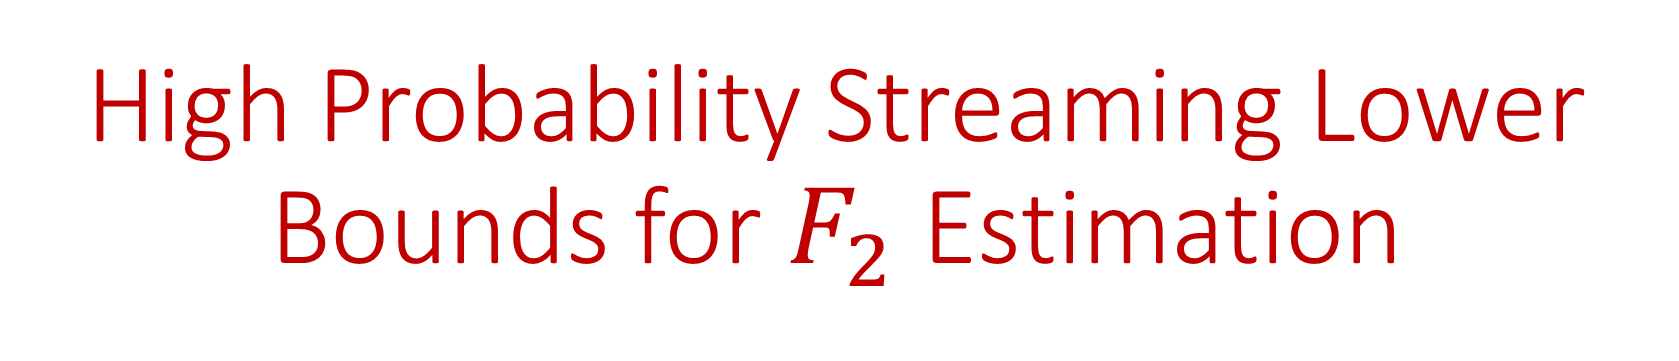 High Probability Streaming Lower
Bounds for F₂ Estimation